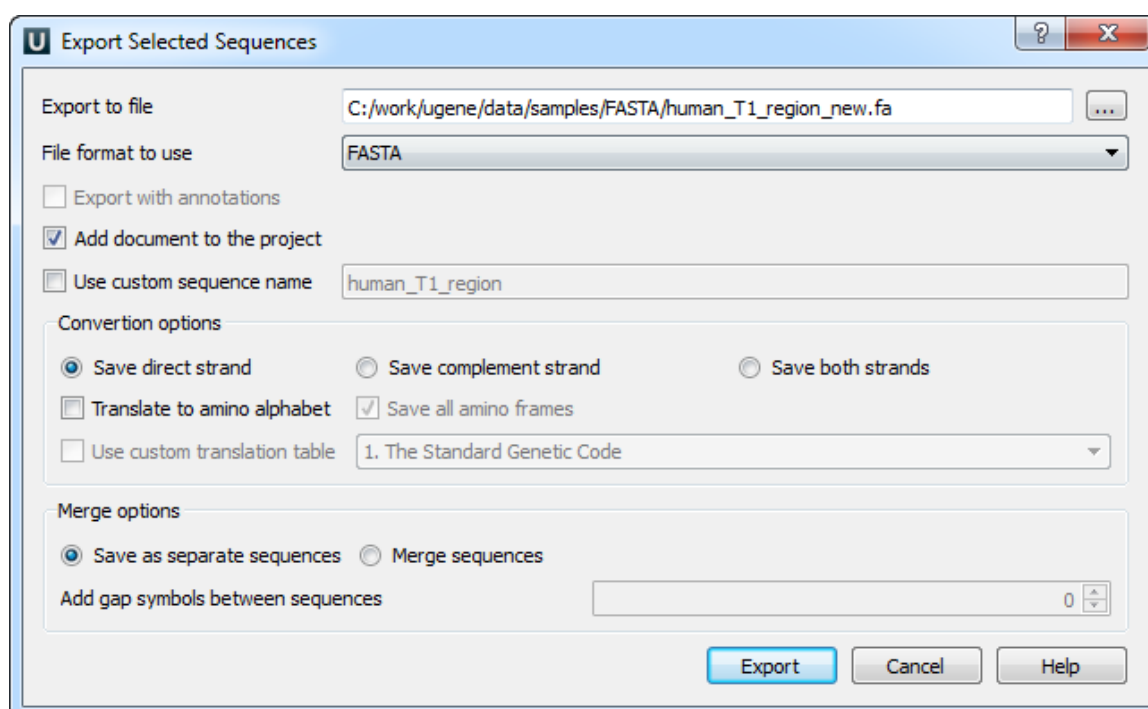 U Export Selected Sequences ? X
Export to file C:/work/ugene/data/samples/FASTA/human_T1_region_new.fa ...
File format to use FASTA
Export with annotations
Add document to the project
Use custom sequence name human_T1_region
Convertion options
Save direct strand Save complement strand Save both strands
Translate to amino alphabet Save all amino frames
Use custom translation table 1. The Standard Genetic Code
Merge options
Save as separate sequences Merge sequences
Add gap symbols between sequences 0
Export Cancel Help